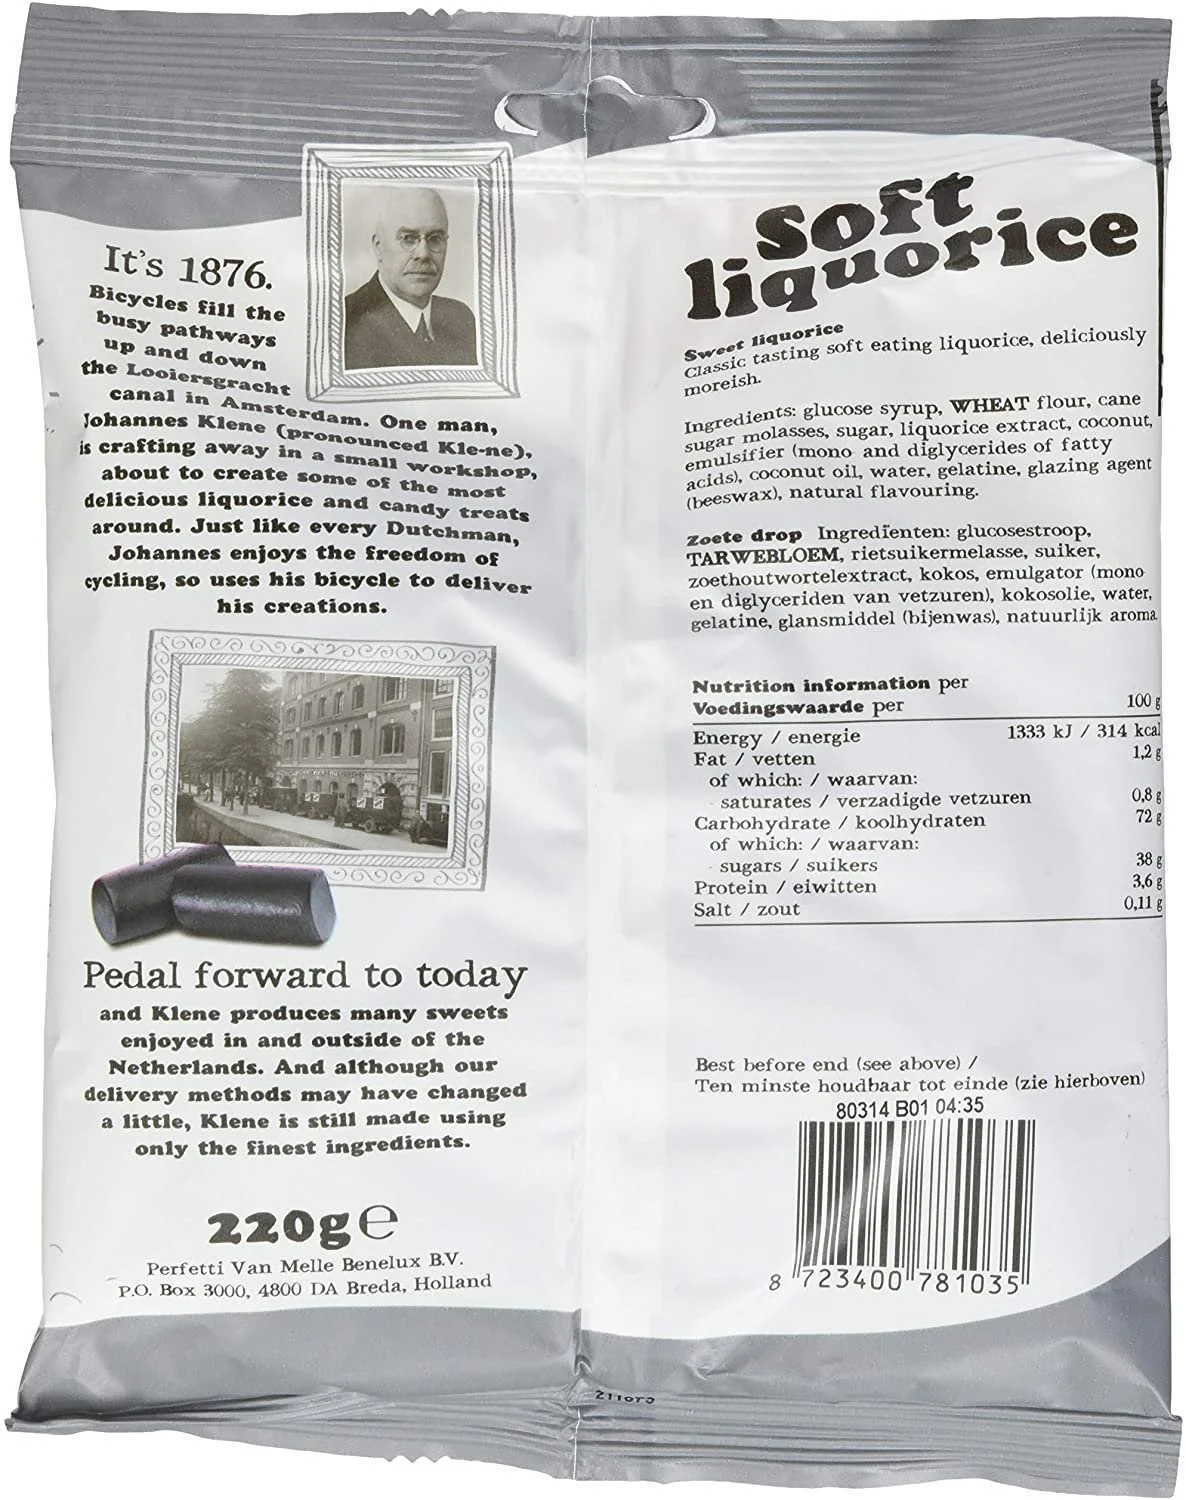 It's 1876.
Bicycles fill the
busy pathways
up and down
the Looiersgracht
canal in Amsterdam. One man,
Johannes Klene (pronounced Kle-ne),
is crafting away in a small workshop,
about to create some of the most
delicious liquorice and candy treats
around. Just like every Dutchman,
Johannes enjoys the freedom of
cycling, so uses his bicycle to deliver
his creations.
Pedal forward to today
and Klene produces many sweets
enjoyed in and outside of the
Netherlands. And although our
delivery methods may have changed
a little, Klene is still made using
only the finest ingredients.
220g e
Perfetti Van Melle Benelux B.V.
P.O. Box 3000, 4800 DA Breda, Holland
soft
liquorice
Sweet liquorice
Classic tasting soft eating liquorice, deliciously
moreish.
Ingredients: glucose syrup, WHEAT flour, cane
sugar molasses, sugar, liquorice extract, coconut,
emulsifier (mono and diglycerides of fatty
acids), coconut oil, water, gelatine, glazing agent
(beeswax), natural flavouring.
Zoete drop Ingredïenten: glucosestroop,
TARWEBLOEM, rietsuikermelasse, suiker,
zoethoutwortelextract, kokos, emulgator (mono
en diglyceriden van vetzuren), kokosolie, water,
gelatine, glansmiddel (bijenwas), natuurlijk aroma.
Nutrition information per
Voedingswaarde per 100 g
Energy / energie 1333 kJ / 314 kcal
Fat / vetten 1,2 g
of which: / waarvan:
- saturates / verzadigde vetzuren 0,8 g
Carbohydrate / koolhydraten 72 g
of which: / waarvan:
- sugars / suikers 38 g
Protein / eiwitten 3,6 g
Salt / zout 0,11 g
Best before end (see above) /
Ten minste houdbaar tot einde (zie hierboven)
80314 B01 04:35
8 723400 781035